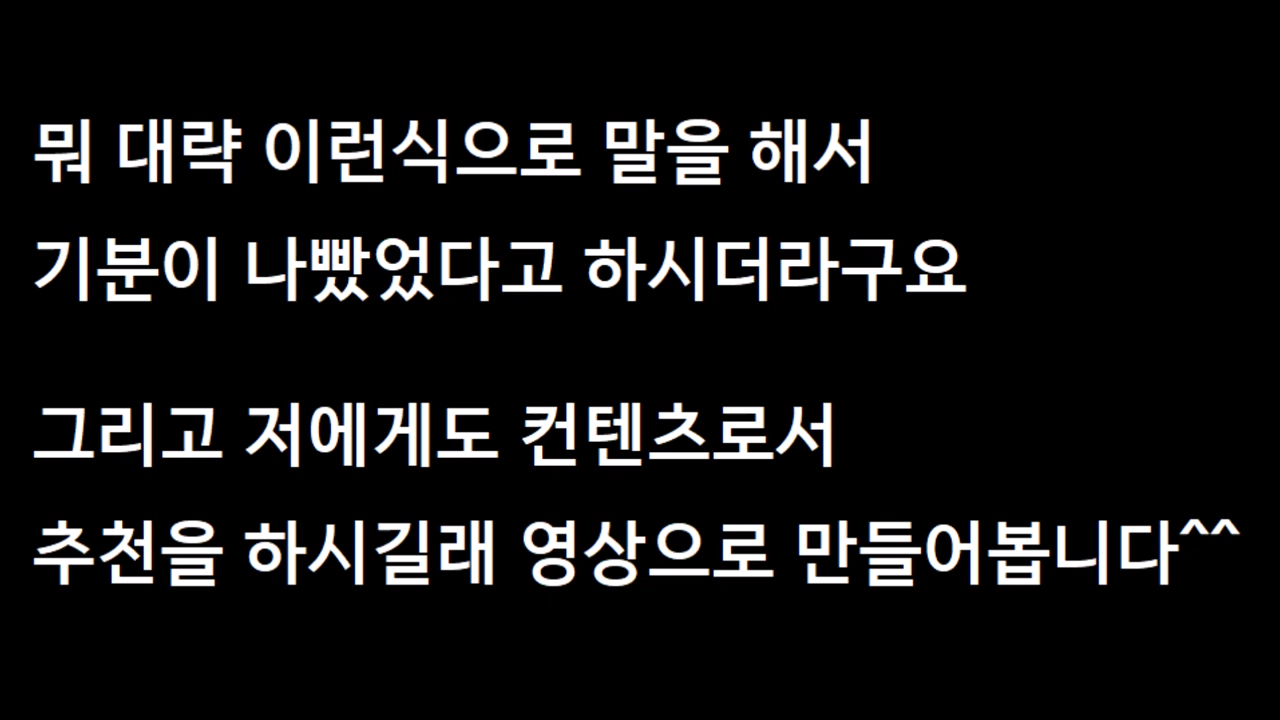 뭐 대략 이런식으로 말을 해서
기분이 나빴었다고 하시더라구요
그리고 저에게도 컨텐츠로서
추천을 하시길래 영상으로 만들어봅니다^^